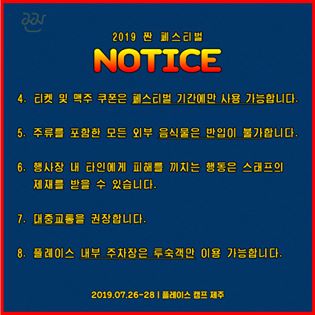 2019 짠 페스티벌
NOTICE
4. 티켓 및 맥주 쿠폰은 페스티벌 기간에만 사용 가능합니다.
5. 주류를 포함한 모든 외부 음식물은 반입이 불가합니다.
6. 행사장 내 타인에게 피해를 끼치는 행동은 스태프의
제재를 받을 수 있습니다.
7. 대중교통을 권장합니다.
8. 플레이스 내부 주차장은 투숙객만 이용 가능합니다.
2019.07.26-28 | 플레이스 캠프 제주